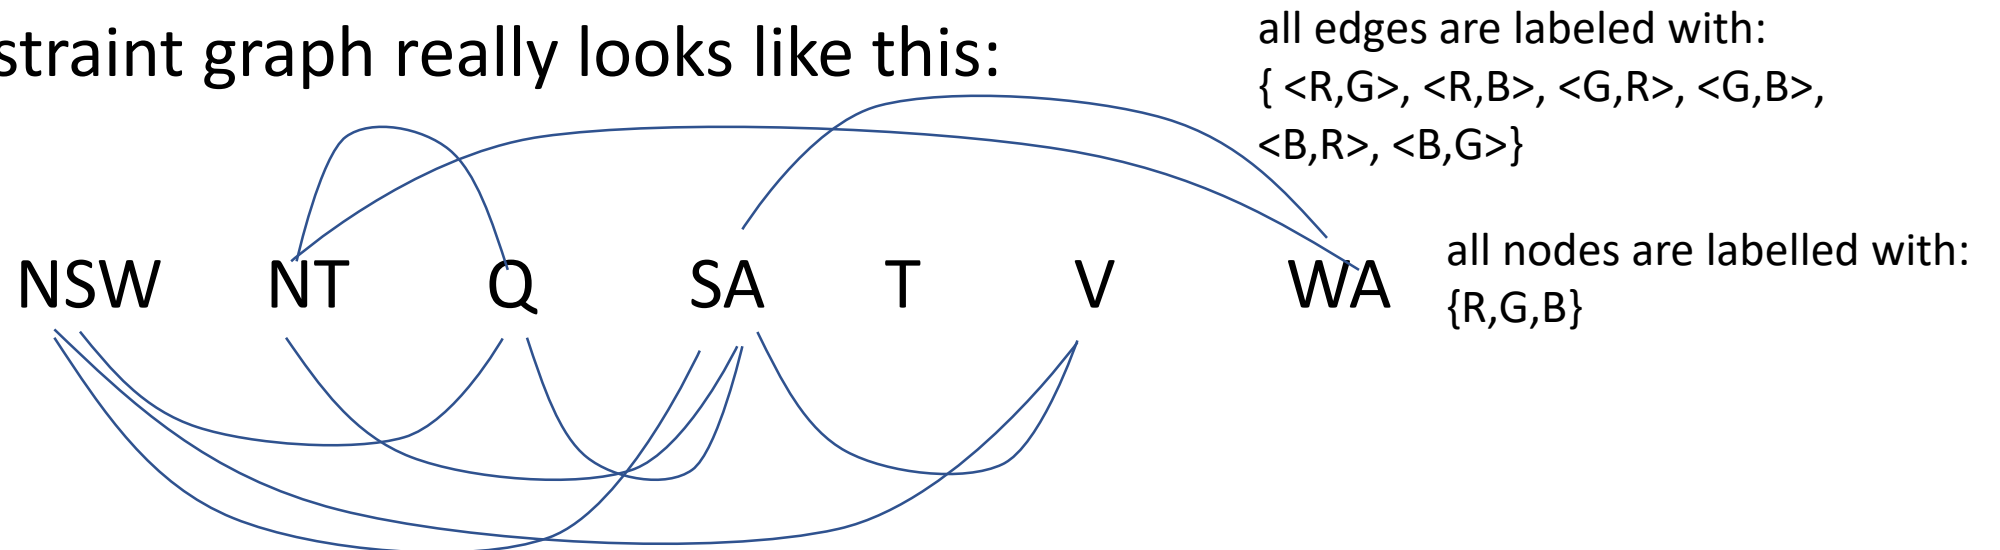 straint graph really looks like this:
all edges are labeled with:
{ <R,G>, <R,B>, <G,R>, <G,B>,
<B,R>, <B,G>}
NSW NT Q SA T V WA
all nodes are labelled with:
{R,G,B}